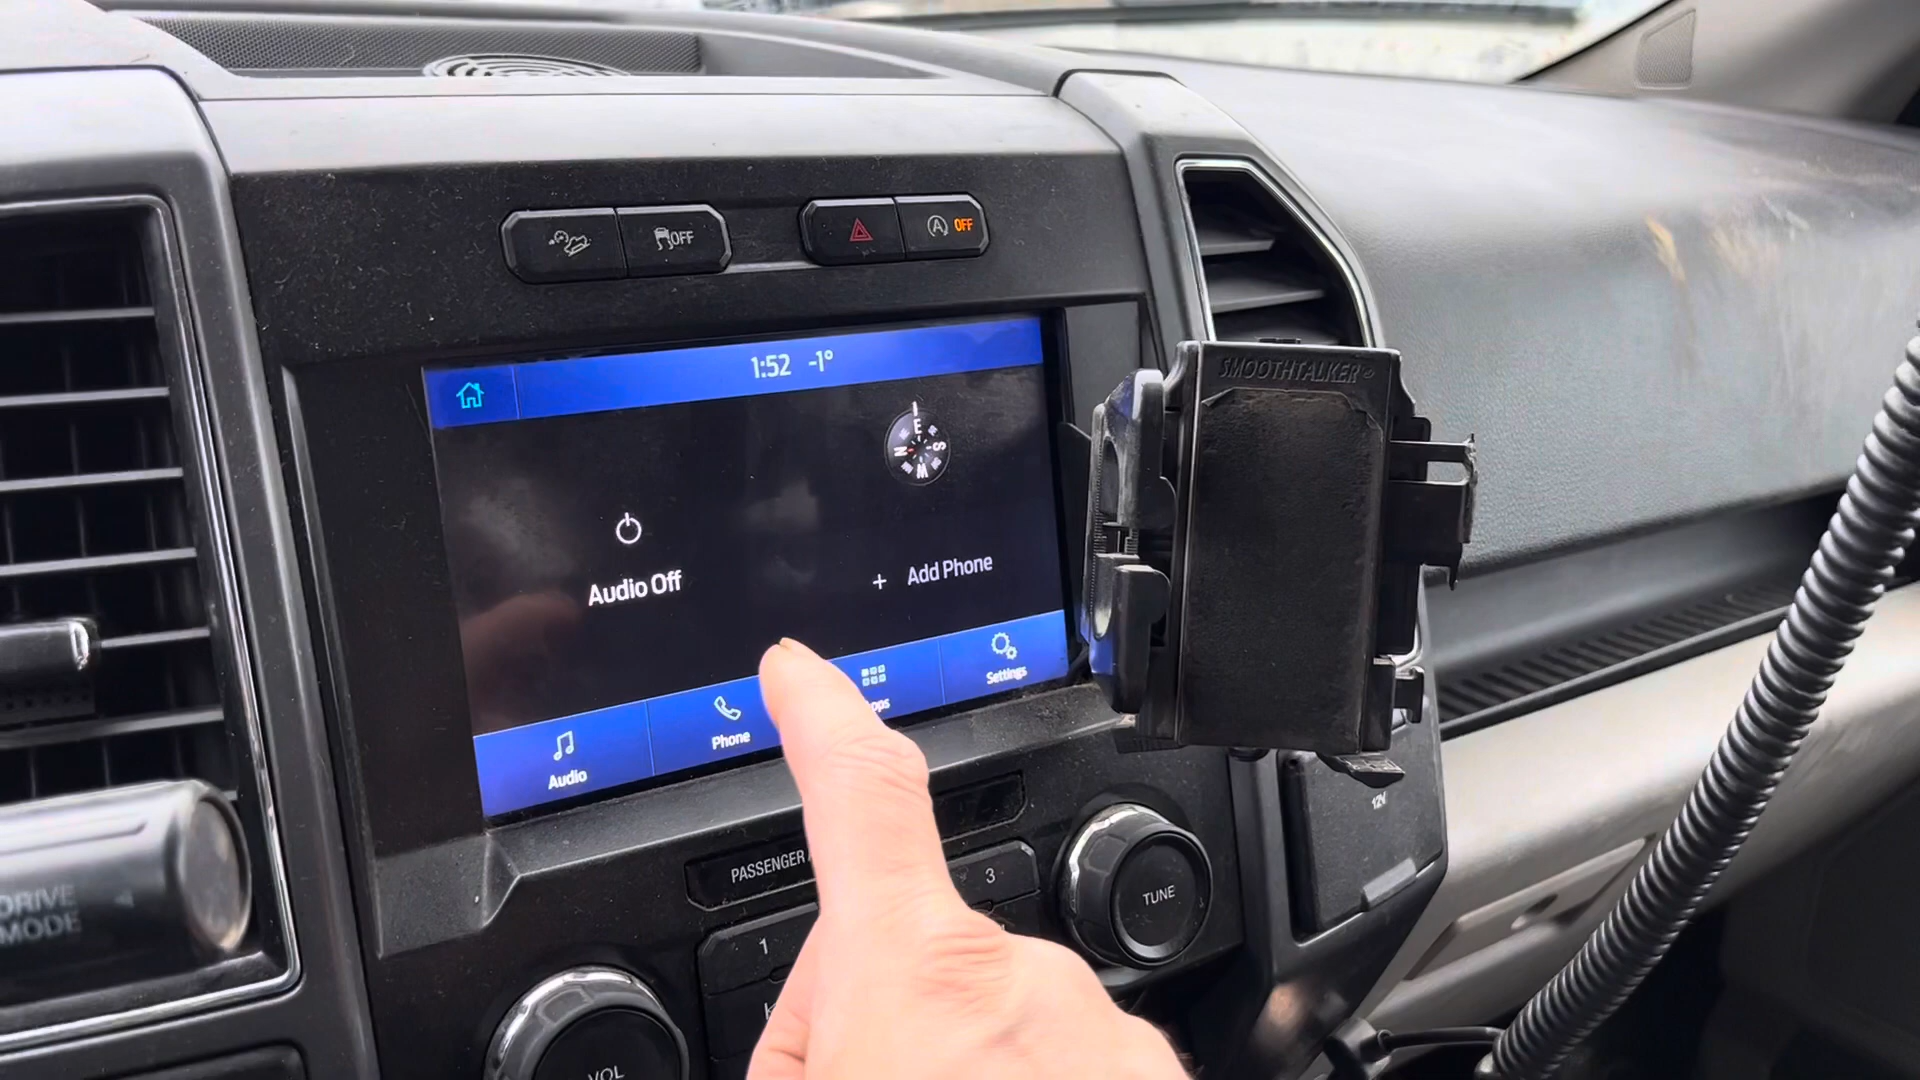 OFF
OFF
SMOOTHTALKER®
1:52 -1°
E
S
W
N
Audio Off
+ Add Phone
Audio
Phone
Settings
PASSENGER
12V
3
TUNE
1
DRIVE
MODE
VOL